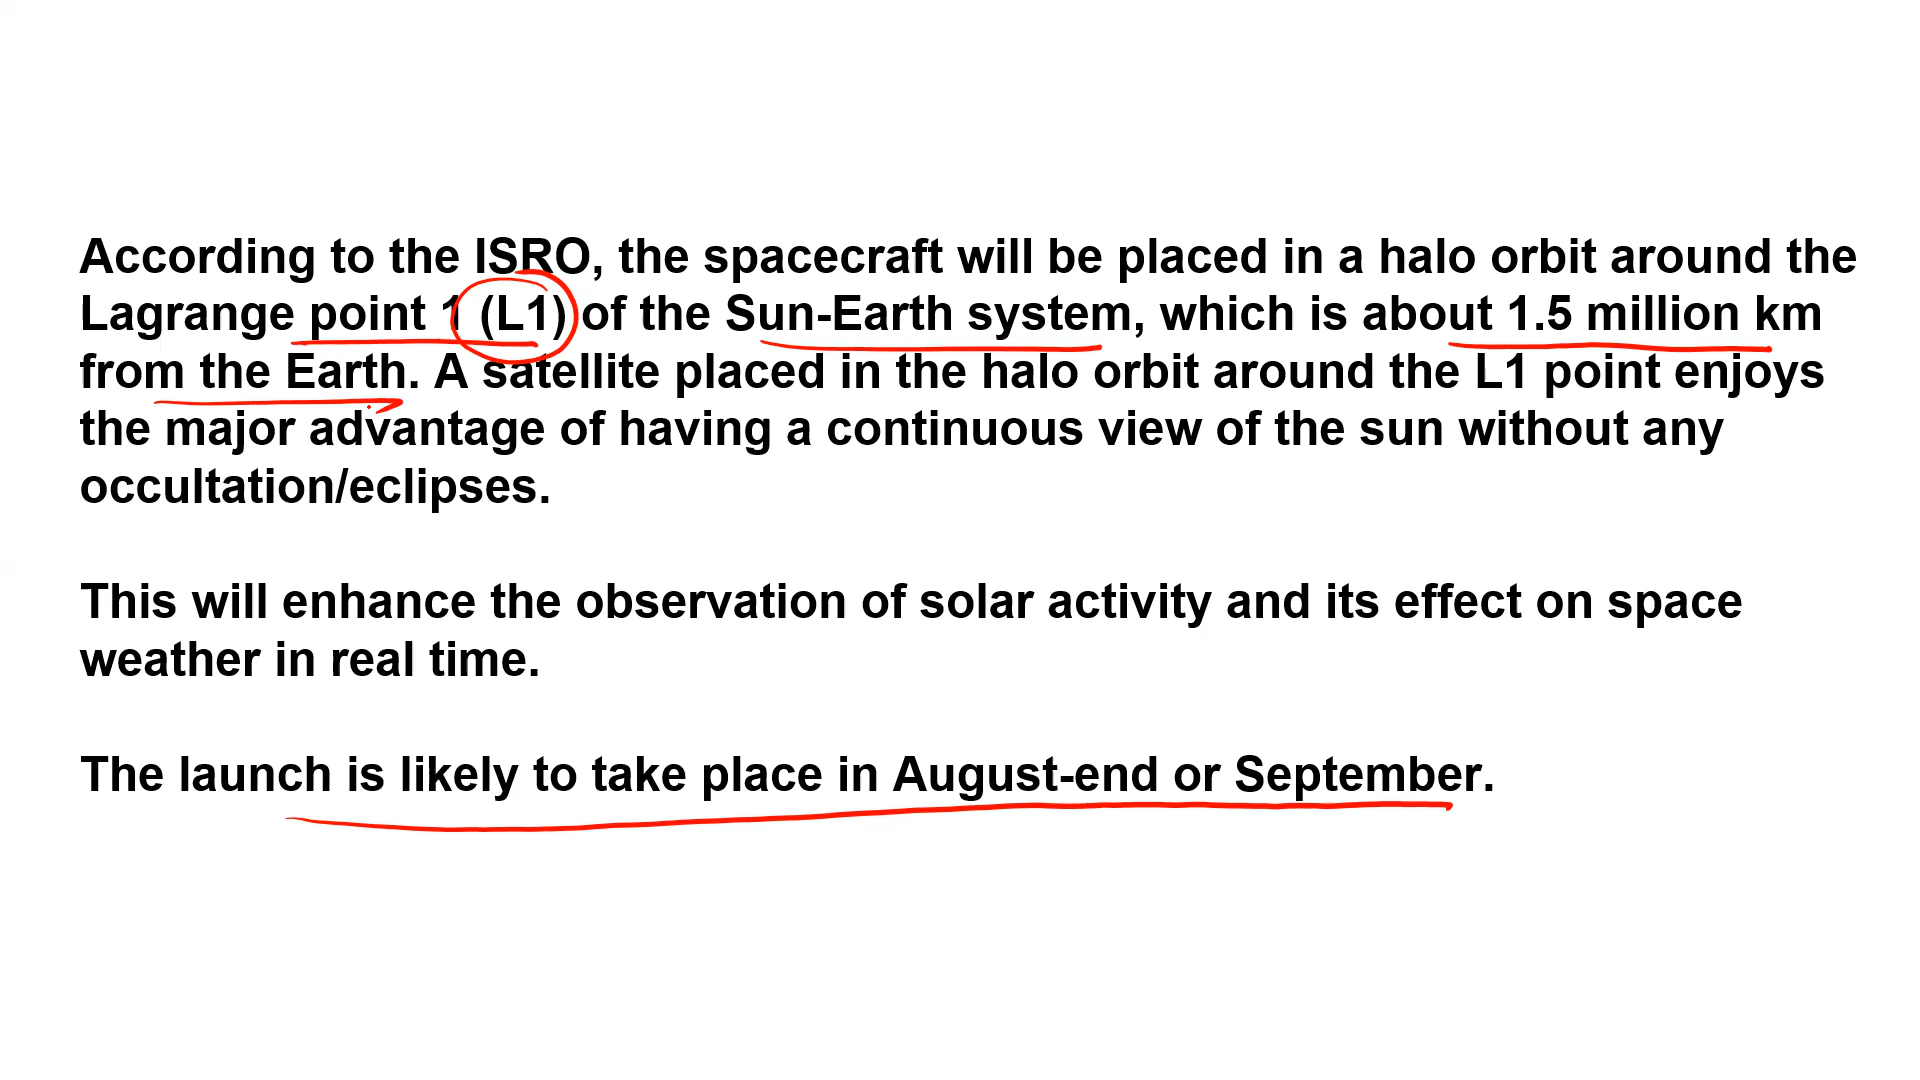 According to the ISRO, the spacecraft will be placed in a halo orbit around the
Lagrange point 1 (L1) of the Sun-Earth system, which is about 1.5 million km
from the Earth. A satellite placed in the halo orbit around the L1 point enjoys
the major advantage of having a continuous view of the sun without any
occultation/eclipses.
This will enhance the observation of solar activity and its effect on space
weather in real time.
The launch is likely to take place in August-end or September.